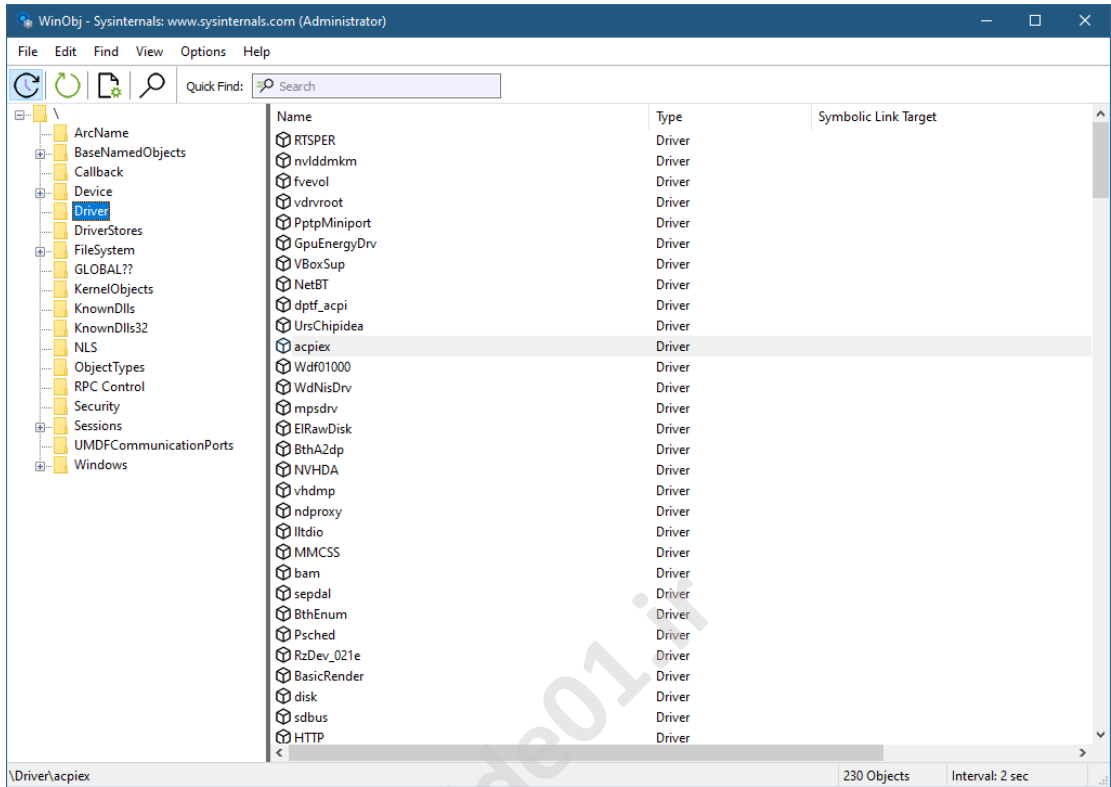 WinObj - Sysinternals: www.sysinternals.com (Administrator)
File Edit Find View Options Help
Quick Find: Search
\
ArcName
BaseNamedObjects
Callback
Device
Driver
DriverStores
FileSystem
GLOBAL??
KernelObjects
KnownDlls
KnownDlls32
NLS
ObjectTypes
RPC Control
Security
Sessions
UMDFCommunicationPorts
Windows
Name Type Symbolic Link Target
RTSPER Driver
nvlddmkm Driver
fvevol Driver
vdrvroot Driver
PptpMiniport Driver
GpuEnergyDrv Driver
VBoxSup Driver
NetBT Driver
dptf_acpi Driver
UrsChipidea Driver
acpiex Driver
Wdf01000 Driver
WdNisDrv Driver
mpsdrv Driver
ElRawDisk Driver
BthA2dp Driver
NVHDA Driver
vhdmp Driver
ndproxy Driver
lltdio Driver
MMCSS Driver
bam Driver
sepdal Driver
BthEnum Driver
Psched Driver
RzDev_021e Driver
BasicRender Driver
disk Driver
sdbus Driver
HTTP Driver
\Driver\acpiex 230 Objects Interval: 2 sec
de01.ir